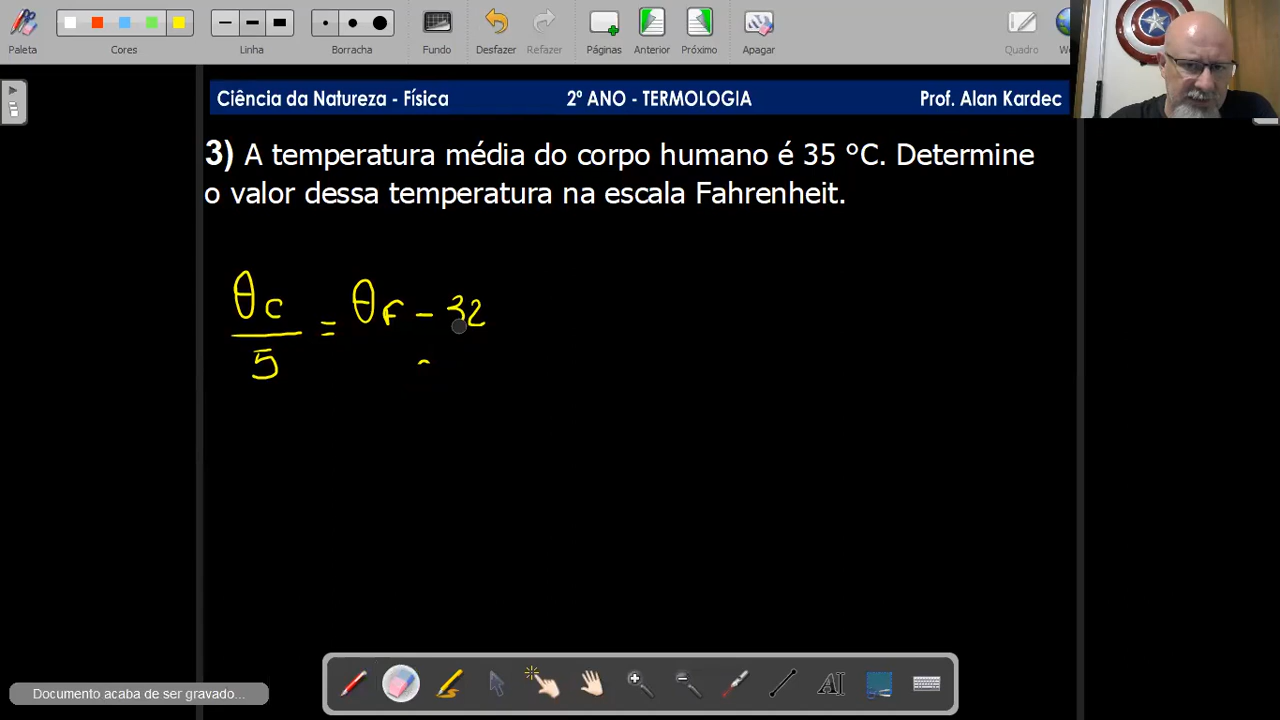 Paleta Cores Linha Borracha Fundo Desfazer Refazer Páginas Anterior Próximo Apagar Quadro
Ciência da Natureza - Física 2º ANO - TERMOLOGIA Prof. Alan Kardec
3) A temperatura média do corpo humano é 35 °C. Determine
o valor dessa temperatura na escala Fahrenheit.
θc = θF - 32
5
AI
Documento acaba de ser gravado...